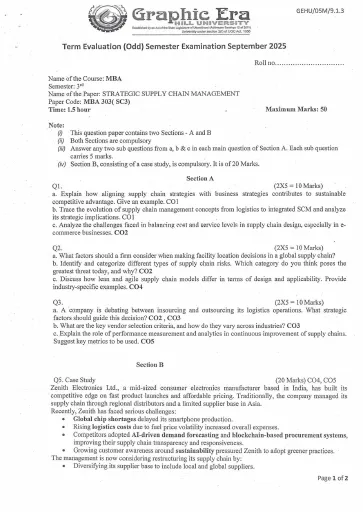 GEHU/05M/9.1.3
Graphic Era
HILL UNIVERSITY
Term Evaluation (Odd) Semester Examination September 2025
Roll no.................................
Name of the Course: MBA
Semester: 3rd
Name of the Paper: STRATEGIC SUPPLY CHAIN MANAGEMENT
Paper Code: MBA 303( SC3)
Time: 1.5 hour Maximum Marks: 50
Note:
(i) This question paper contains two Sections - A and B
(ii) Both Sections are compulsory
(iii) Answer any two sub questions from a, b & c in each main question of Section A. Each sub question
carries 5 marks.
(iv) Section B, consisting of a case study, is compulsory. It is of 20 Marks.
Section A
Q1. (2X5 = 10 Marks)
a. Explain how aligning supply chain strategies with business strategies contributes to sustainable
competitive advantage. Give an example. CO1
b. Trace the evolution of supply chain management concepts from logistics to integrated SCM and analyze
its strategic implications. CO1
c. Analyze the challenges faced in balancing cost and service levels in supply chain design, especially in e-
commerce businesses. CO2
Q2. (2X5 = 10 Marks)
a. What factors should a firm consider when making facility location decisions in a global supply chain?
b. Identify and categorize different types of supply chain risks. Which category do you think poses the
greatest threat today, and why? CO2
c. Discuss how lean and agile supply chain models differ in terms of design and applicability. Provide
industry-specific examples. CO4
Q3. (2X5 = 10 Marks)
a. A company is debating between insourcing and outsourcing its logistics operations. What strategic
factors should guide this decision? CO2 , CO3
b. What are the key vendor selection criteria, and how do they vary across industries? CO3
c. Explain the role of performance measurement and analytics in continuous improvement of supply chains.
Suggest key metrics to be used. CO5
Section B
Q5. Case Study (20 Marks) CO4, CO5
Zenith Electronics Ltd., a mid-sized consumer electronics manufacturer based in India, has built its
competitive edge on fast product launches and affordable pricing. Traditionally, the company managed its
supply chain through regional distributors and a limited supplier base in Asia.
Recently, Zenith has faced serious challenges:
• Global chip shortages delayed its smartphone production.
• Rising logistics costs due to fuel price volatility increased overall expenses.
• Competitors adopted AI-driven demand forecasting and blockchain-based procurement systems,
improving their supply chain transparency and responsiveness.
• Growing customer awareness around sustainability pressured Zenith to adopt greener practices.
The management is now considering restructuring its supply chain by:
• Diversifying its supplier base to include local and global suppliers.
Page 1 of 2